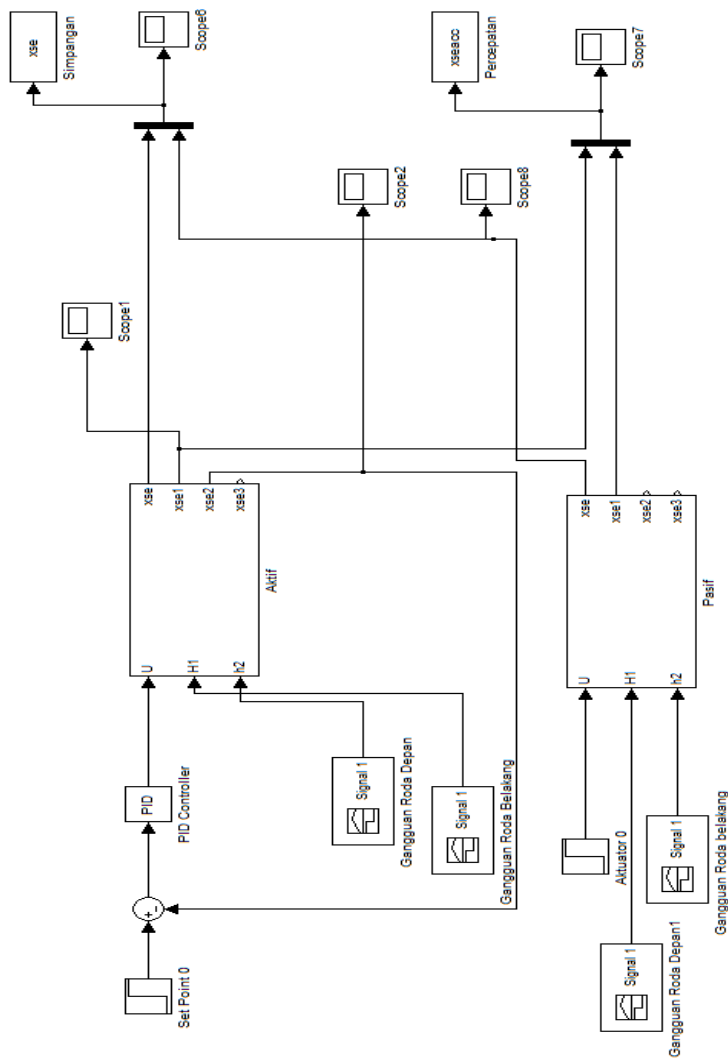 xse
Simpangan
Scope6
Scope1
Set Point 0
+
-
PID
PID Controller
U
H1
h2
xse
xse1
xse2
xse3
Aktif
Signal 1
Gangguan Roda Depan
Signal 1
Gangguan Roda Belakang
Scope2
Scope8
xseacc
Percepatan
Scope7
Aktuator 0
Signal 1
Gangguan Roda Depan1
Signal 1
Gangguan Roda belakang
U
H1
h2
xse
xse1
xse2
xse3
Pasif